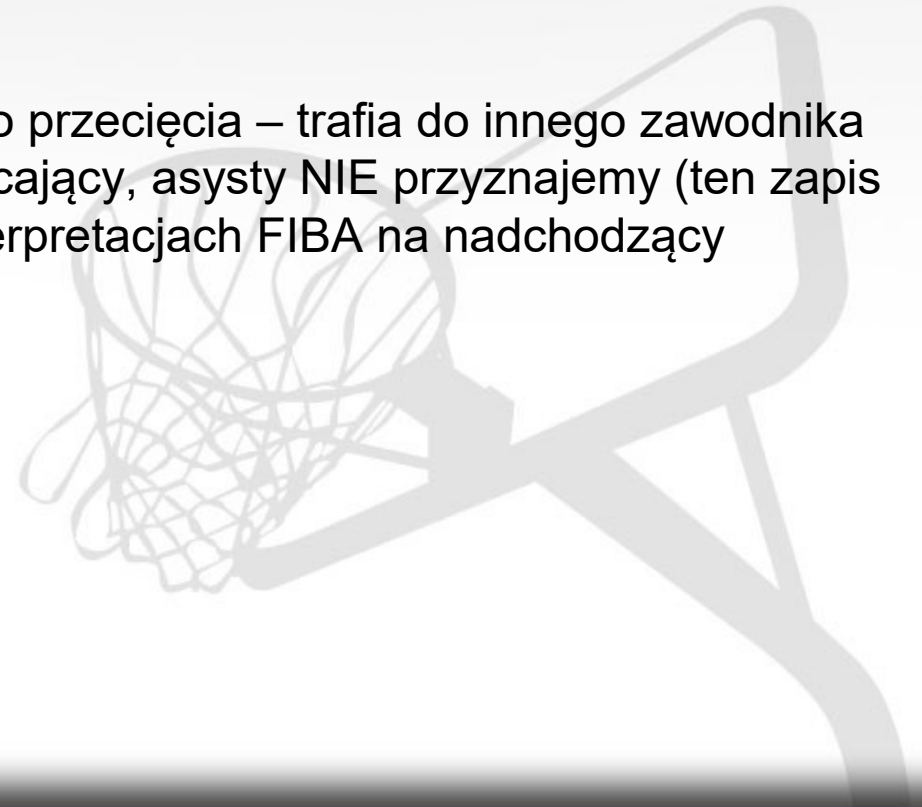 o przecięcia – trafia do innego zawodnika
cający, asysty NIE przyznajemy (ten zapis
erpretacjach FIBA na nadchodzący